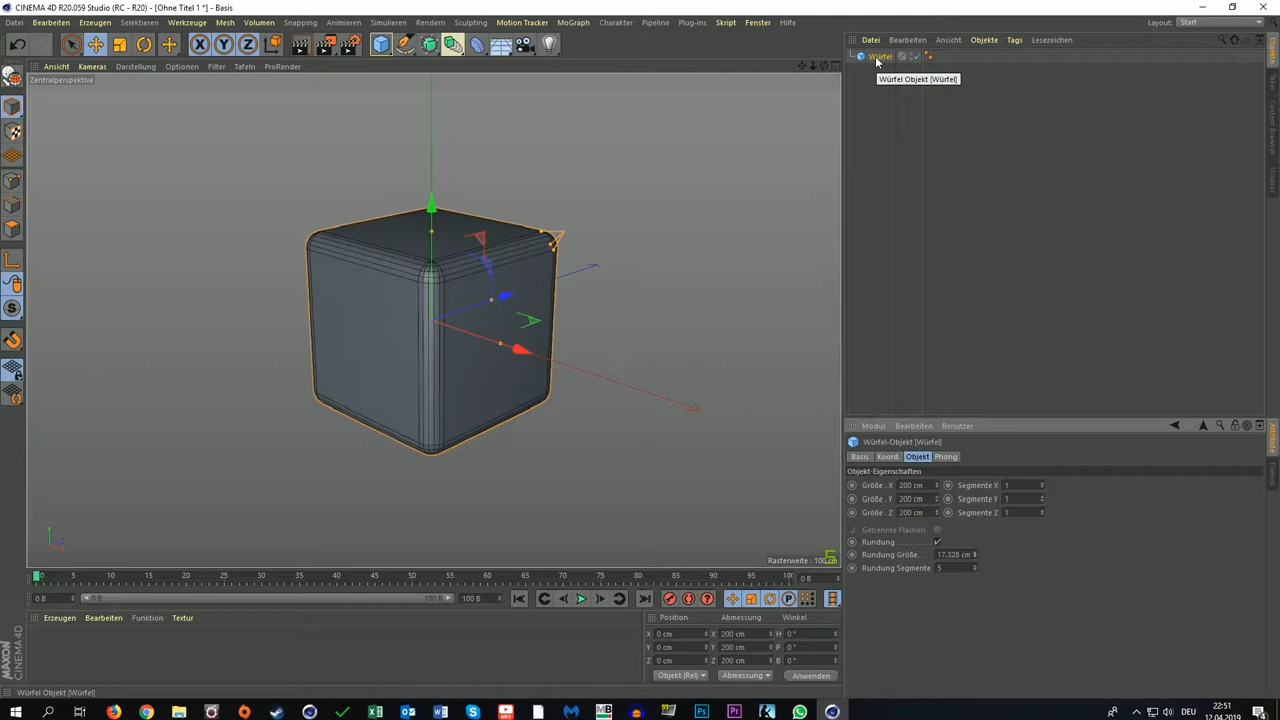 CINEMA 4D R20.059 Studio (RC - R20) - [Ohne Titel 1 *] - Basis
Datei Bearbeiten Erzeugen Selektieren Werkzeuge Mesh Volumen Snapping Animieren Simulieren Rendern Sculpting Motion Tracker MoGraph Charakter Pipeline Plug-ins Skript Fenster Hilfe
Layout: Start
Ansicht Kameras Darstellung Optionen Filter Tafeln ProRender
Zentralperspektive
Rasterweite : 100 cm
Datei Bearbeiten Ansicht Objekte Tags Lesezeichen
Würfel
Würfel Objekt [Würfel]
Objekte
Takes
Content Browser
Struktur
Modus Bearbeiten Benutzer
Würfel-Objekt [Würfel]
Basis Koord. Objekt Phong
Objekt-Eigenschaften
Größe . X 200 cm Segmente X 1
Größe . Y 200 cm Segmente Y 1
Größe . Z 200 cm Segmente Z 1
Getrennte Flächen
Rundung
Rundung Größe 17.328 cm
Rundung Segmente 5
Attribute
Ebenen
0 5 10 15 20 25 30 35 40 45 50 55 60 65 70 75 80 85 90 95 100
0 B
0 B 0 B 100 B 100 B
Erzeugen Bearbeiten Funktion Textur
Position Abmessung Winkel
X 0 cm X 200 cm H 0 °
Y 0 cm Y 200 cm P 0 °
Z 0 cm Z 200 cm B 0 °
Objekt (Rel) Abmessung Anwenden
MAXON CINEMA 4D
Würfel Objekt [Würfel]
DEU
22:51
12.04.2019